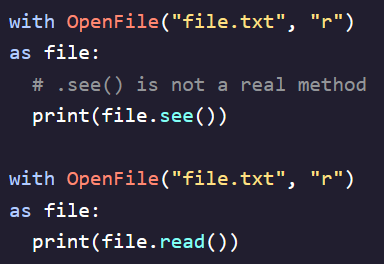 with OpenFile("file.txt", "r")
as file:
  # .see() is not a real method
  print(file.see())

with OpenFile("file.txt", "r")
as file:
  print(file.read())